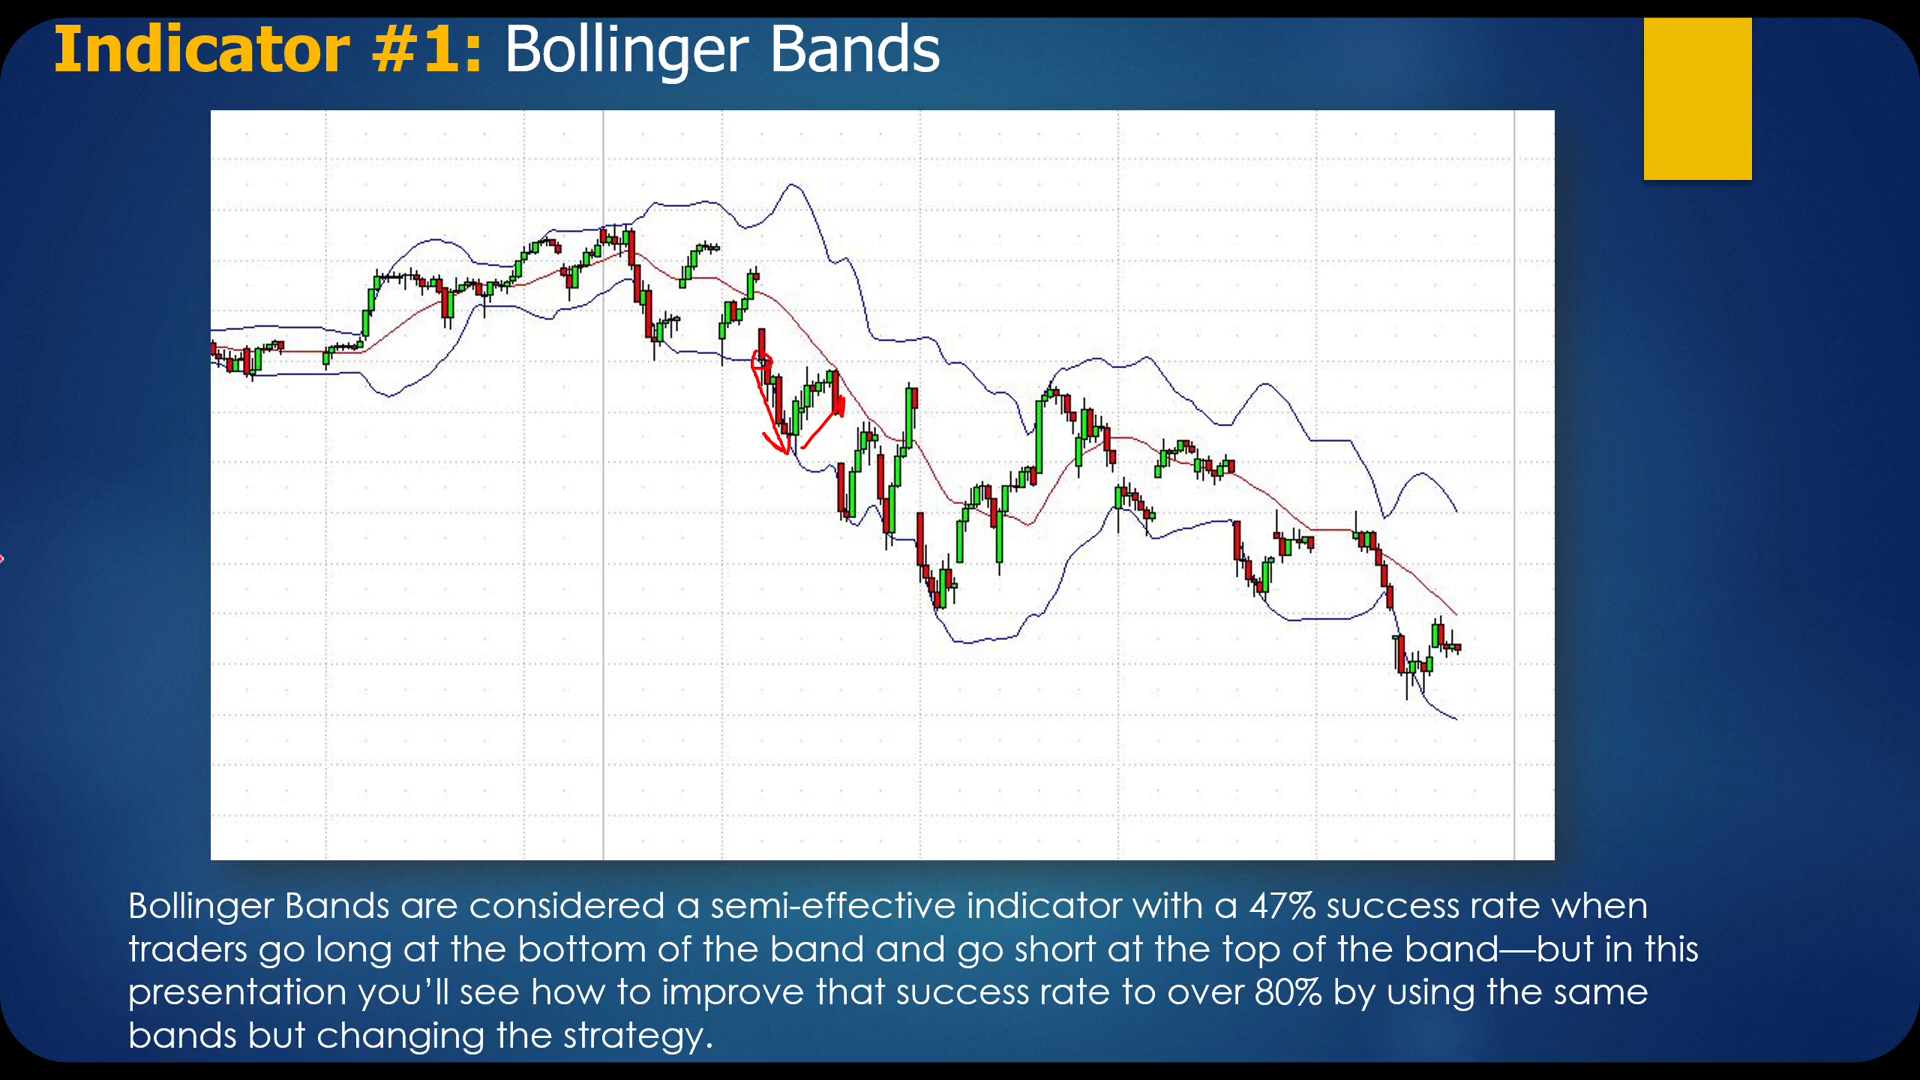 Indicator #1: Bollinger Bands
Bollinger Bands are considered a semi-effective indicator with a 47% success rate when
traders go long at the bottom of the band and go short at the top of the band—but in this
presentation you’ll see how to improve that success rate to over 80% by using the same
bands but changing the strategy.